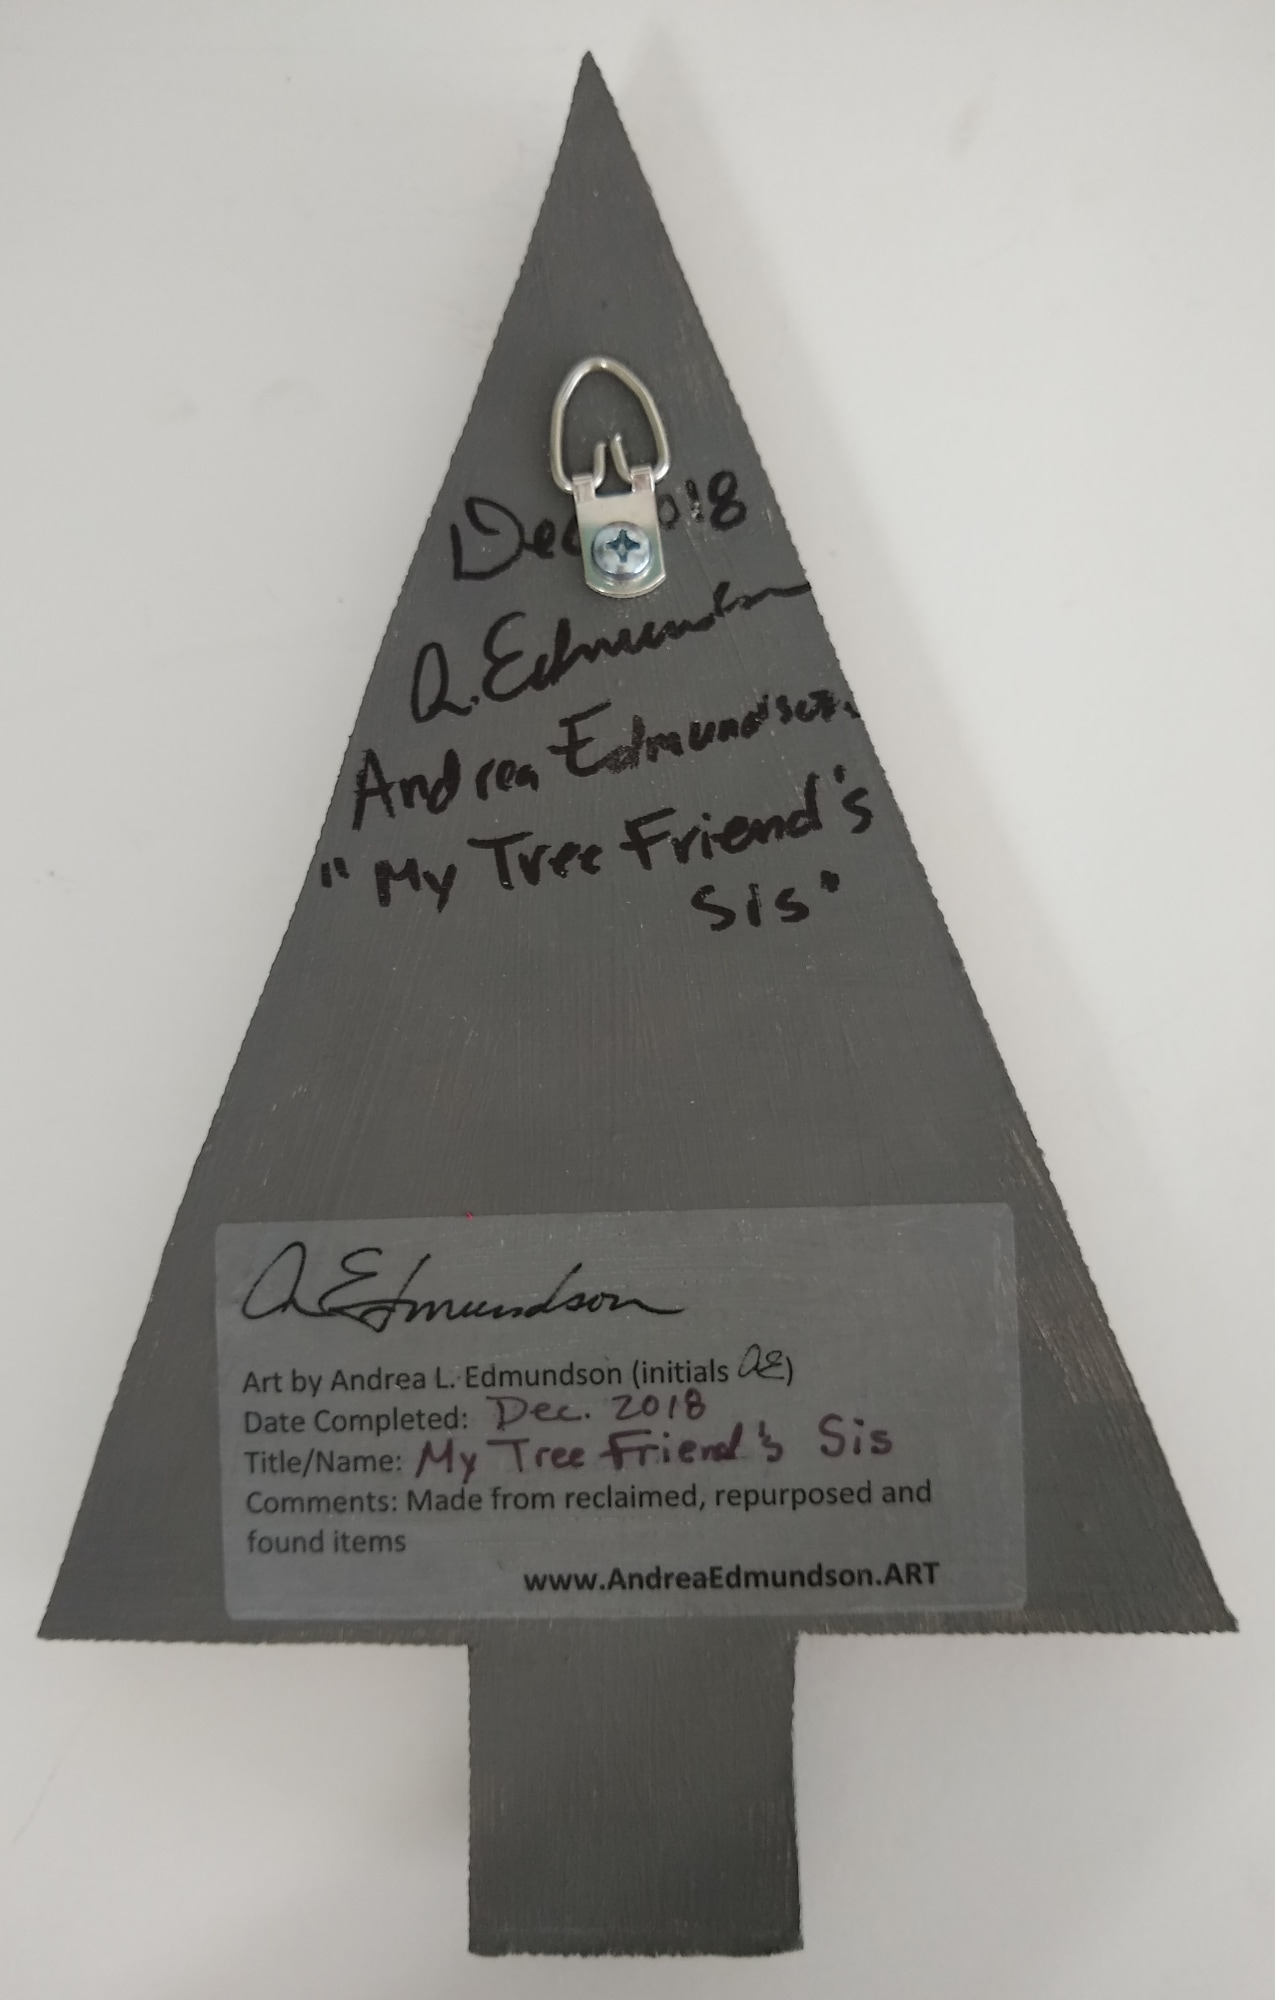 Dec 2018
A. Edmundson
Andrea Edmundson
"My Tree Friend's
Sis"
A Edmundson
Art by Andrea L. Edmundson (initials AE)
Date Completed: Dec. 2018
Title/Name: My Tree Friend's Sis
Comments: Made from reclaimed, repurposed and
found items
www.AndreaEdmundson.ART